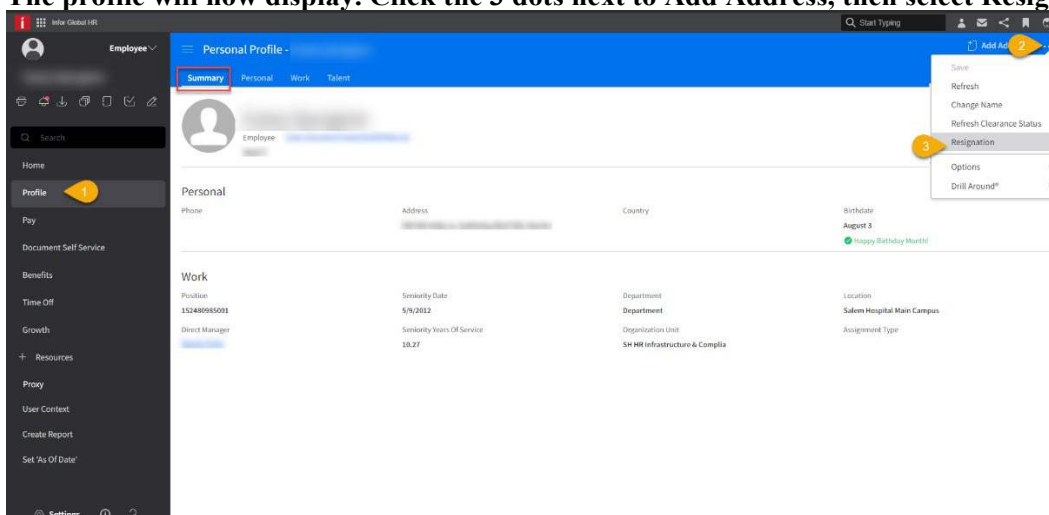 The profile will now display. Click the 3 dots next to Add Address, then select Resig
Infor Global HR
Start Typing
Employee
Personal Profile -
Add Ad
2
Summary Personal Work Talent
Save
Refresh
Change Name
Refresh Clearance Status
3 Resignation
Options
Drill Around®
Search
Employee
Home
Profile 1
Pay
Document Self Service
Benefits
Time Off
Growth
+ Resources
Proxy
User Context
Create Report
Set 'As Of Date'
Settings
Personal
Phone Address Country Birthdate
August 3
Happy Birthday Month!
Work
Position Seniority Date Department Location
152480985001 5/9/2012 Department Salem Hospital Main Campus
Direct Manager Seniority Years Of Service Organization Unit Assignment Type
10.27 SH HR Infrastructure & Complia